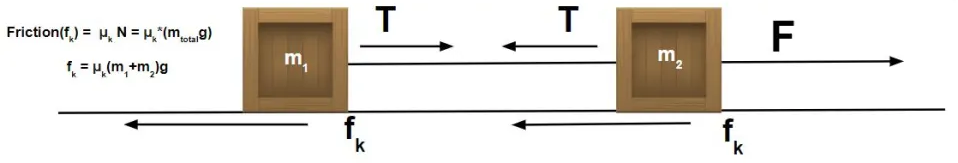 Friction(fₖ) = μₖ N = μₖ*(mₜₒₜₐₗg)
fₖ = μₖ(m₁+m₂)g
m₁
T
T
m₂
F
fₖ
fₖ